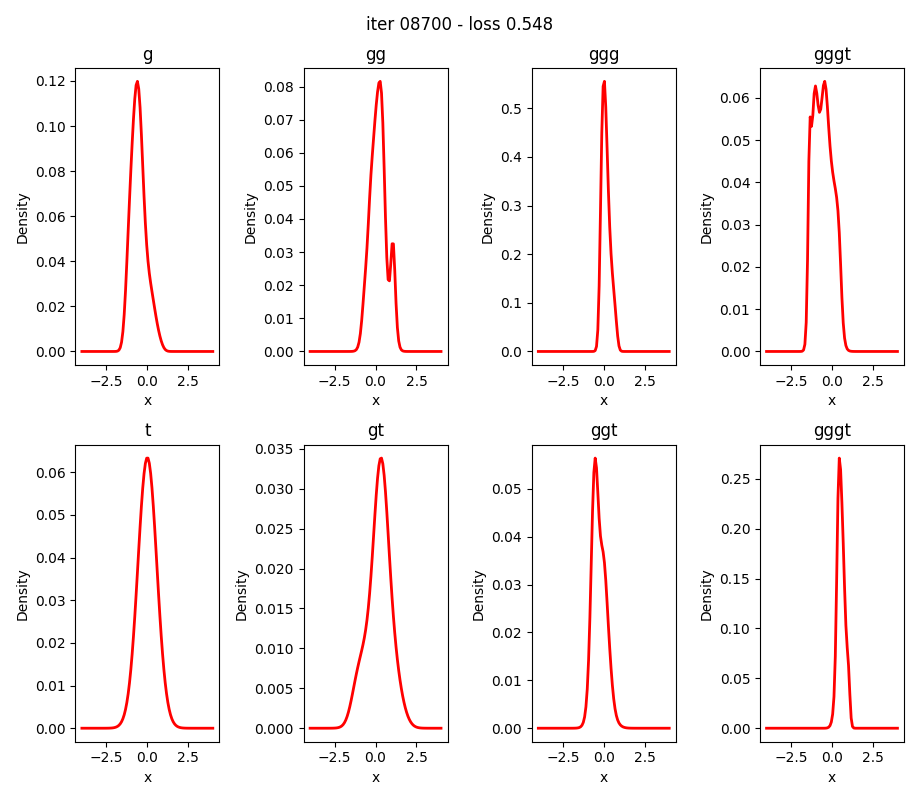 iter 08700 - loss 0.548
g
gg
ggg
gggt
0.12
0.10
0.08
0.06
0.04
0.02
0.00
Density
−2.5 0.0 2.5
x
0.08
0.07
0.06
0.05
0.04
0.03
0.02
0.01
0.00
Density
−2.5 0.0 2.5
x
0.5
0.4
0.3
0.2
0.1
0.0
Density
−2.5 0.0 2.5
x
0.06
0.05
0.04
0.03
0.02
0.01
0.00
Density
−2.5 0.0 2.5
x
t
gt
ggt
gggt
0.06
0.05
0.04
0.03
0.02
0.01
0.00
Density
−2.5 0.0 2.5
x
0.035
0.030
0.025
0.020
0.015
0.010
0.005
0.000
Density
−2.5 0.0 2.5
x
0.05
0.04
0.03
0.02
0.01
0.00
Density
−2.5 0.0 2.5
x
0.25
0.20
0.15
0.10
0.05
0.00
Density
−2.5 0.0 2.5
x